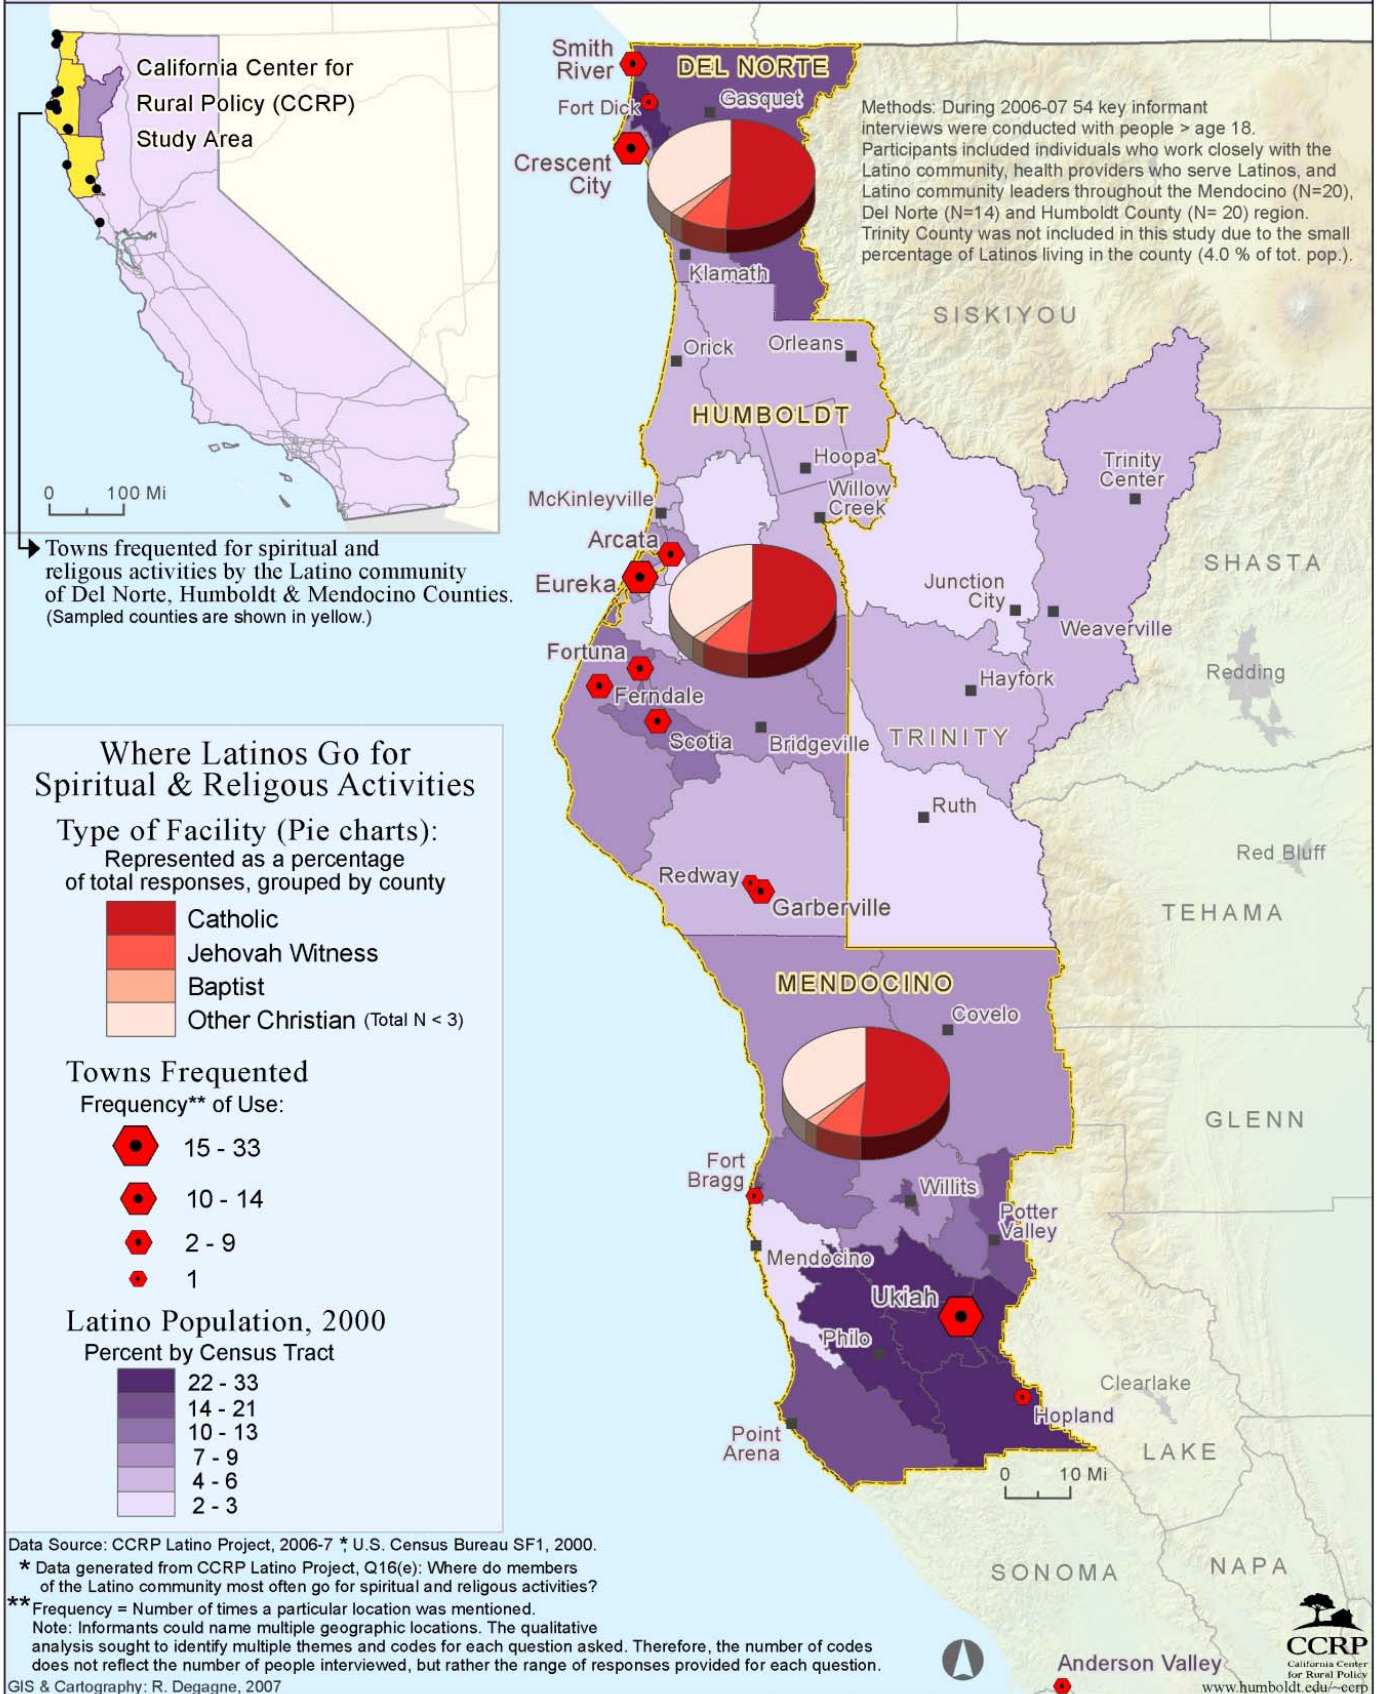 California Center for
Rural Policy (CCRP)
Study Area
0 100 Mi
Towns frequented for spiritual and
religous activities by the Latino community
of Del Norte, Humboldt & Mendocino Counties.
(Sampled counties are shown in yellow.)
Methods: During 2006-07 54 key informant
interviews were conducted with people > age 18.
Participants included individuals who work closely with the
Latino community, health providers who serve Latinos, and
Latino community leaders throughout the Mendocino (N=20),
Del Norte (N=14) and Humboldt County (N= 20) region.
Trinity County was not included in this study due to the small
percentage of Latinos living in the county (4.0 % of tot. pop.).
Smith
River
DEL NORTE
Fort Dick
Gasquet
Crescent
City
Klamath
SISKIYOU
Orick
Orleans
HUMBOLDT
Hoopa
Willow
Creek
McKinleyville
Arcata
Eureka
Trinity
Center
SHASTA
Junction
City
Weaverville
Fortuna
Ferndale
Scotia
Bridgeville
Hayfork
Redding
TRINITY
Ruth
Red Bluff
Redway
Garberville
TEHAMA
MENDOCINO
Covelo
GLENN
Fort
Bragg
Willits
Potter
Valley
Mendocino
Ukiah
Philo
Clearlake
Hopland
Point
Arena
LAKE
0 10 Mi
SONOMA
NAPA
Anderson Valley
Where Latinos Go for
Spiritual & Religous Activities
Type of Facility (Pie charts):
Represented as a percentage
of total responses, grouped by county
Catholic
Jehovah Witness
Baptist
Other Christian (Total N < 3)
Towns Frequented
Frequency** of Use:
15 - 33
10 - 14
2 - 9
1
Latino Population, 2000
Percent by Census Tract
22 - 33
14 - 21
10 - 13
7 - 9
4 - 6
2 - 3
Data Source: CCRP Latino Project, 2006-7 *; U.S. Census Bureau SF1, 2000.
* Data generated from CCRP Latino Project, Q16(e): Where do members
of the Latino community most often go for spiritual and religous activities?
** Frequency = Number of times a particular location was mentioned.
Note: Informants could name multiple geographic locations. The qualitative
analysis sought to identify multiple themes and codes for each question asked. Therefore, the number of codes
does not reflect the number of people interviewed, but rather the range of responses provided for each question.
GIS & Cartography: R. Degagne, 2007
CCRP
California Center
for Rural Policy
www.humboldt.edu/~ccrp